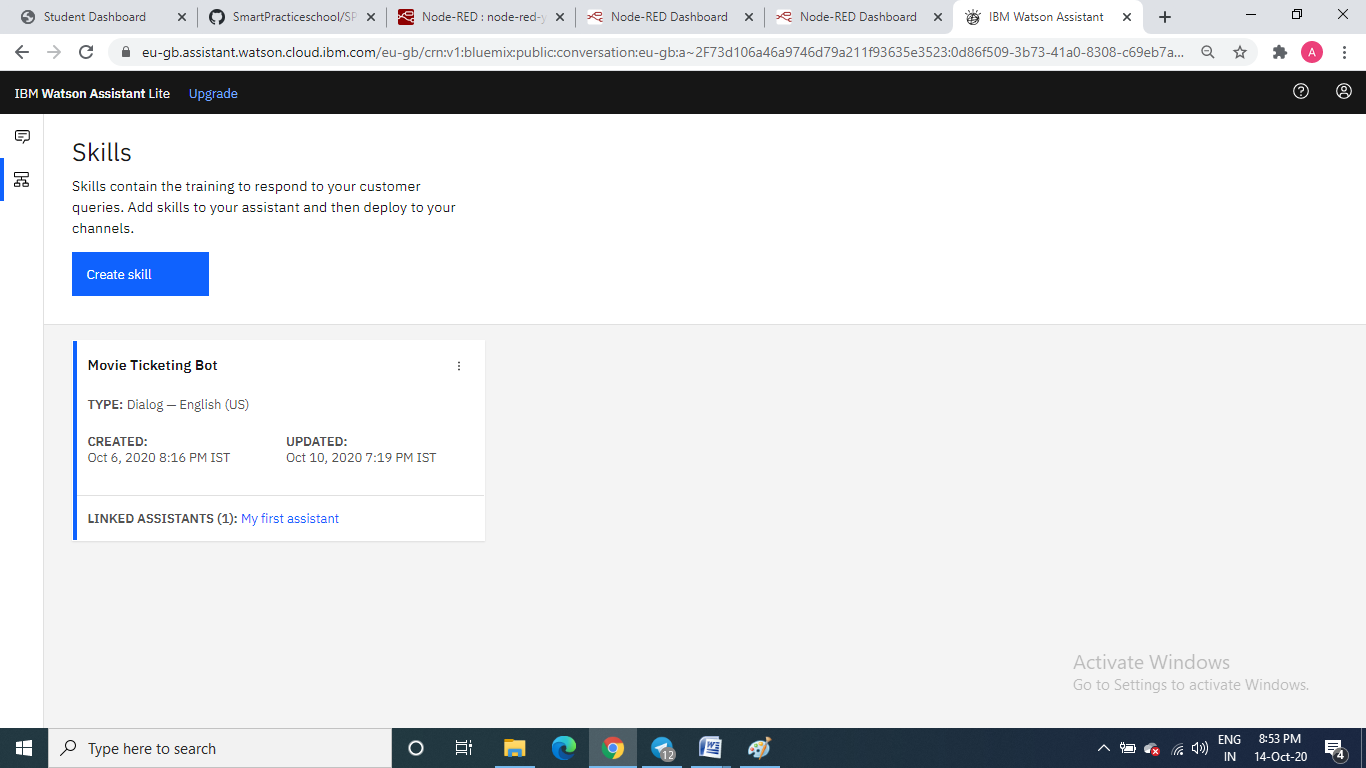 Student Dashboard
SmartPracticeschool/SP
Node-RED : node-red-y
Node-RED Dashboard
Node-RED Dashboard
IBM Watson Assistant
eu-gb.assistant.watson.cloud.ibm.com/eu-gb/crn:v1:bluemix:public:conversation:eu-gb:a~2F73d106a46a9746d79a211f93635e3523:0d86f509-3b73-41a0-8308-c69eb7a...
A
IBM Watson Assistant Lite Upgrade
Skills
Skills contain the training to respond to your customer
queries. Add skills to your assistant and then deploy to your
channels.
Create skill
Movie Ticketing Bot
TYPE: Dialog — English (US)
CREATED: UPDATED:
Oct 6, 2020 8:16 PM IST Oct 10, 2020 7:19 PM IST
LINKED ASSISTANTS (1): My first assistant
Activate Windows
Go to Settings to activate Windows.
Type here to search
12
ENG
IN
8:53 PM
14-Oct-20
4